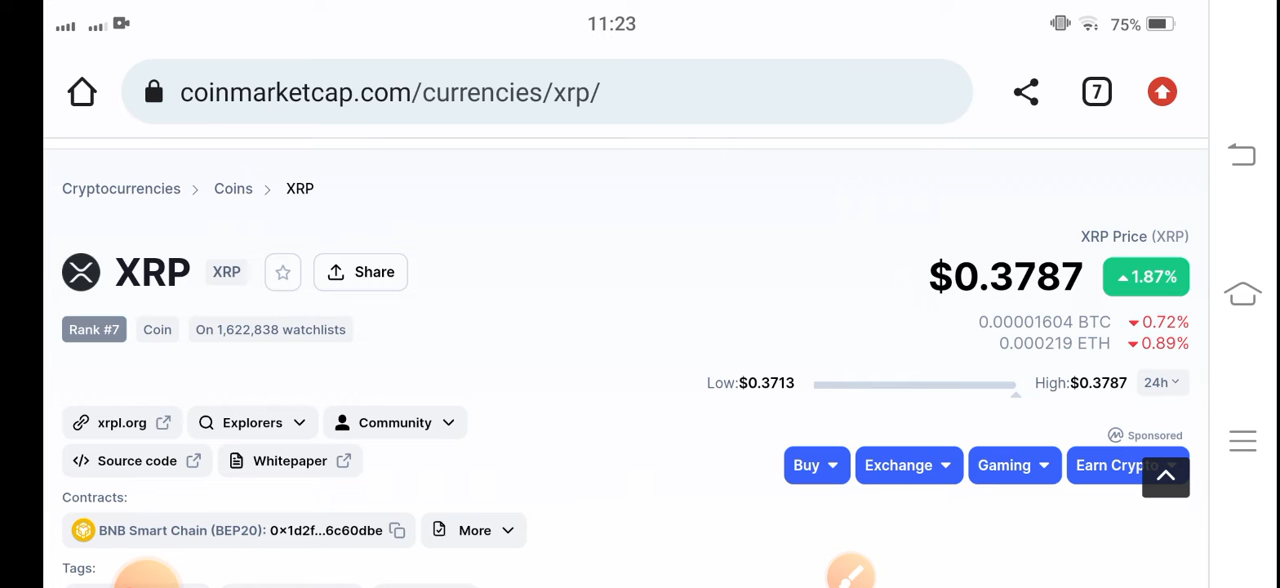 11:23
75%
coinmarketcap.com/currencies/xrp/
7
Cryptocurrencies > Coins > XRP
XRP Price (XRP)
XRP XRP Share
$0.3787 1.87%
0.00001604 BTC 0.72%
Rank #7 Coin On 1,622,838 watchlists
0.000219 ETH 0.89%
Low:$0.3713 High:$0.3787 24h
xrpl.org Explorers Community
Sponsored
Source code Whitepaper
Buy Exchange Gaming Earn Crypto
Contracts:
BNB Smart Chain (BEP20): 0x1d2f...6c60dbe More
Tags: